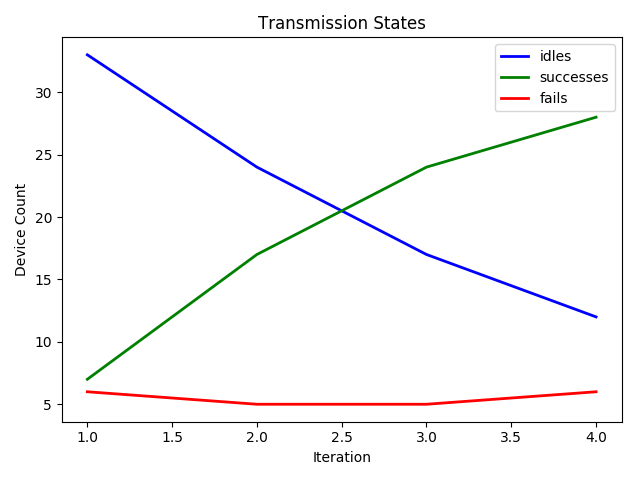 Transmission States
idles
successes
fails
Device Count
30
25
20
15
10
5
1.0 1.5 2.0 2.5 3.0 3.5 4.0
Iteration